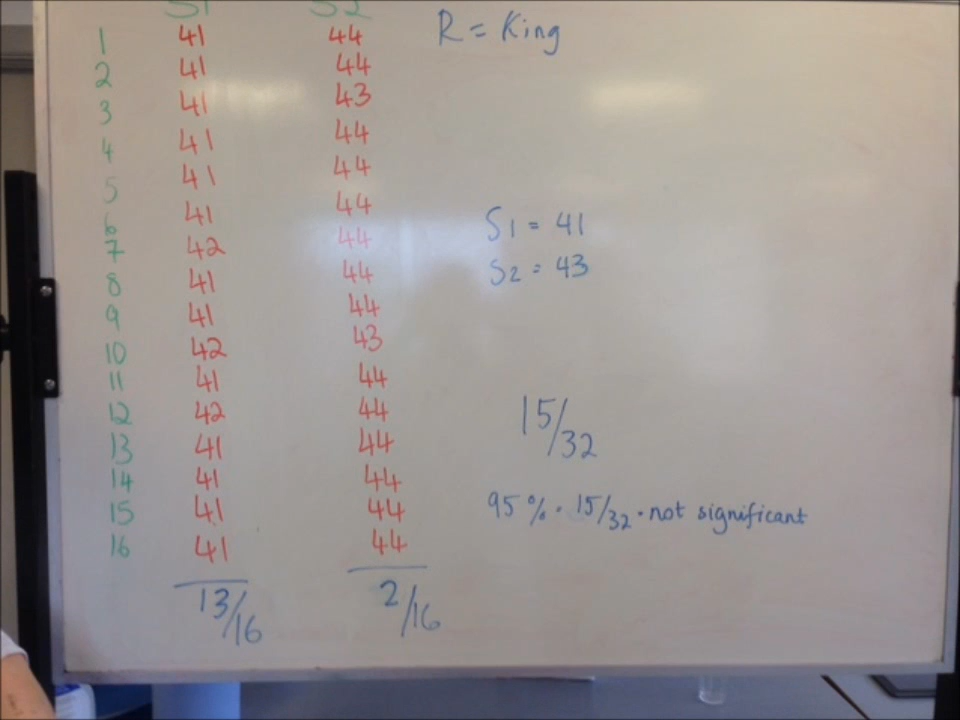 S1 S2
R = King
1 41 44
2 41 44
3 41 43
4 41 44
5 41 44
6 41 44
7 42 44
8 41 44
9 41 44
10 42 43
11 41 44
12 42 44
13 41 44
14 41 44
15 41 44
16 41 44
13/16 2/16
S1 = 41
S2 = 43
15/32
95% · 15/32 · not significant